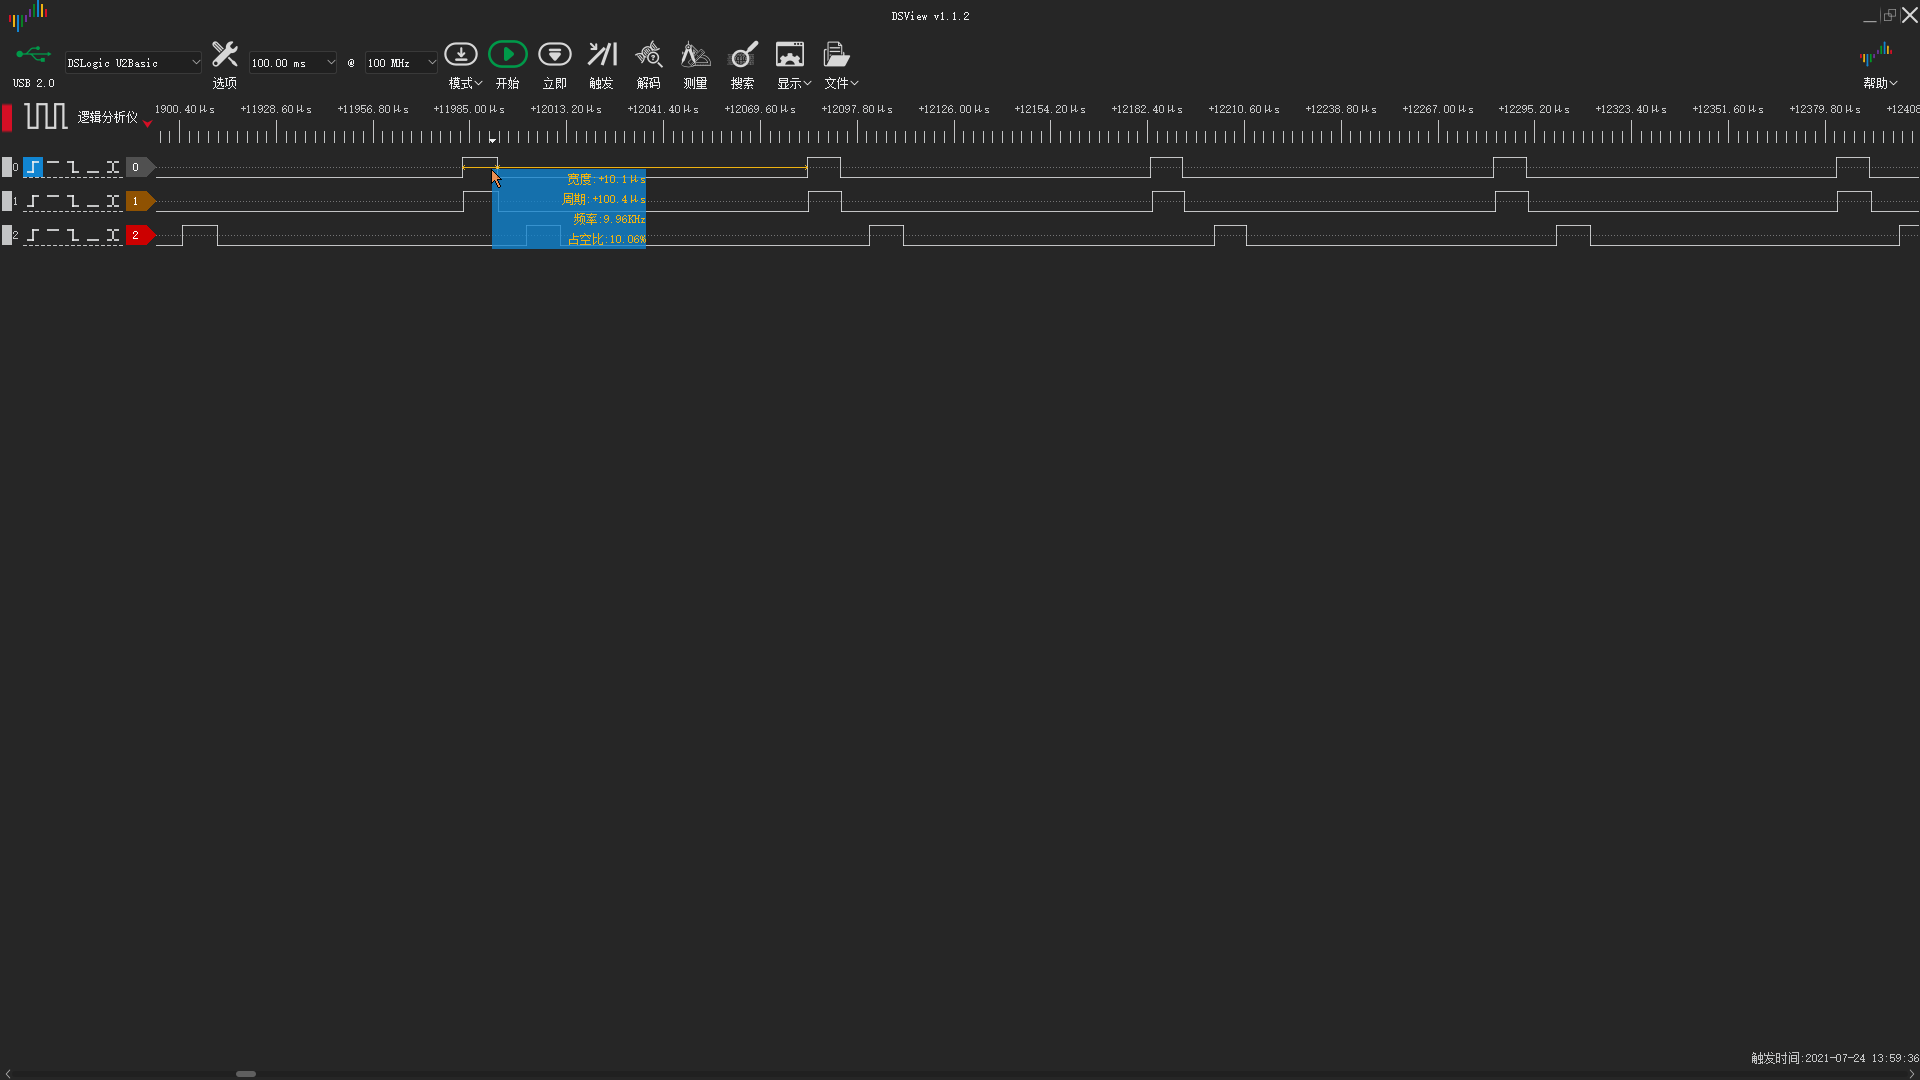 DSView v1.1.2
USB 2.0
DSLogic U2Basic
选项
100.00 ms
@
100 MHz
模式
开始
立即
触发
解码
测量
搜索
显示
文件
帮助
逻辑分析仪
1900.40μs +11928.60μs +11956.80μs +11985.00μs +12013.20μs +12041.40μs +12069.60μs +12097.80μs +12126.00μs +12154.20μs +12182.40μs +12210.60μs +12238.80μs +12267.00μs +12295.20μs +12323.40μs +12351.60μs +12379.80μs +12408
0 0
宽度:+10.1μs
1 1
周期:+100.4μs
频率:9.96KHz
2 2
占空比:10.06%
触发时间:2021-07-24 13:59:36